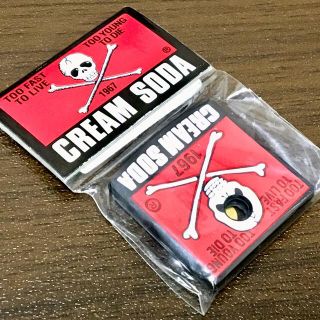 TOO FAST
TO LIVE
TOO YOUNG
TO DIE
®
1967
CREAM SODA
CREAM SODA
1967
®
TOO FAST
TO LIVE
TOO YOUNG
TO DIE